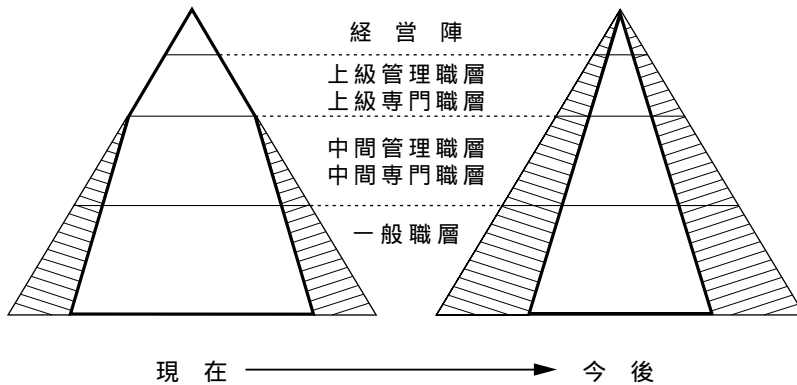 経営陣
上級管理職層
上級専門職層
中間管理職層
中間専門職層
一般職層
現在
今後